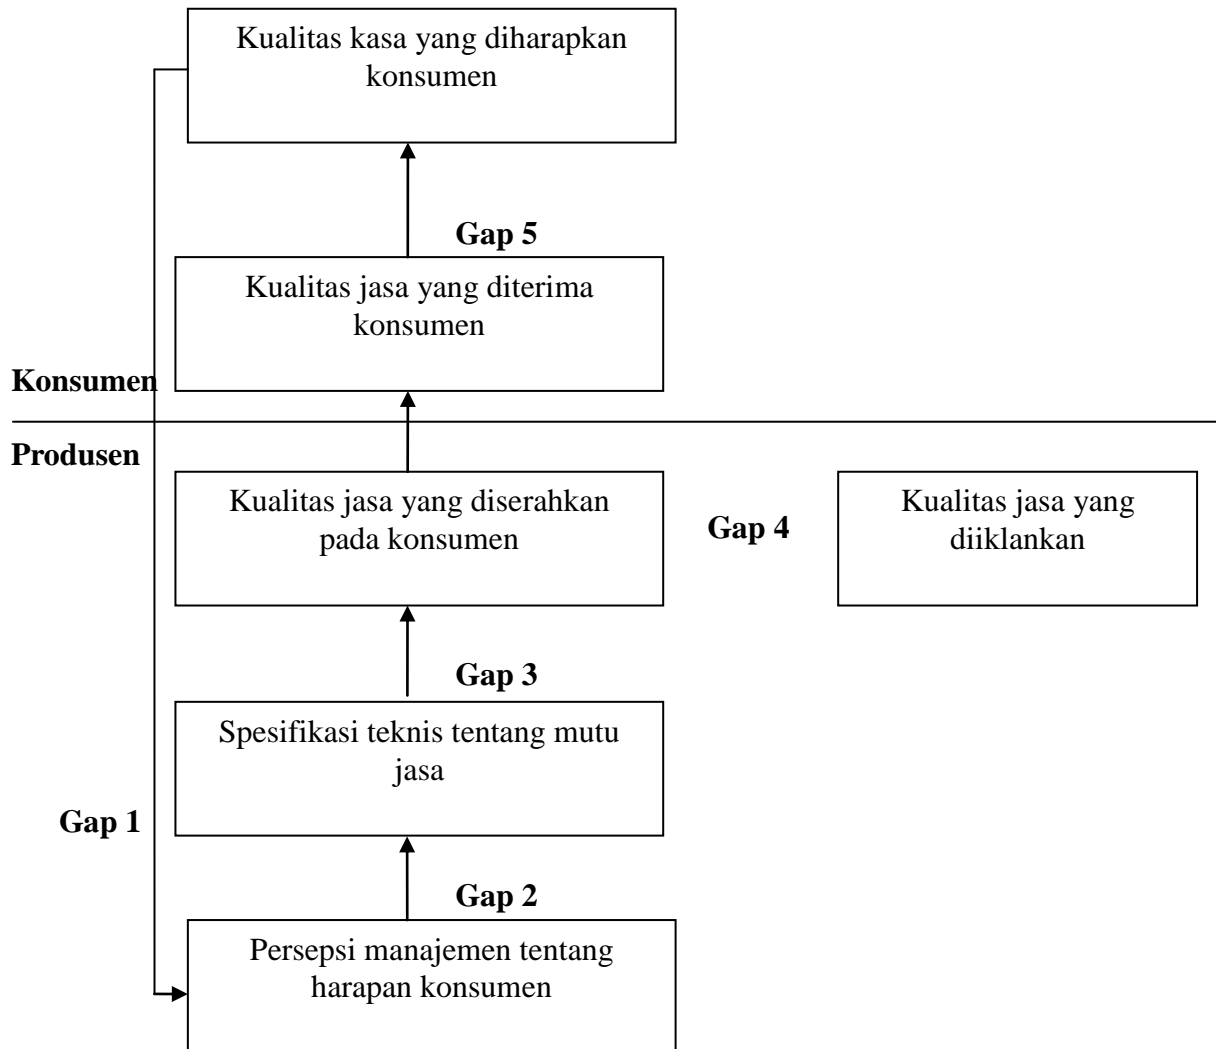 Kualitas kasa yang diharapkan
konsumen
Gap 5
Kualitas jasa yang diterima
konsumen
Konsumen
Produsen
Kualitas jasa yang diserahkan
pada konsumen
Gap 4
Kualitas jasa yang
diiklankan
Gap 3
Spesifikasi teknis tentang mutu
jasa
Gap 1
Gap 2
Persepsi manajemen tentang
harapan konsumen